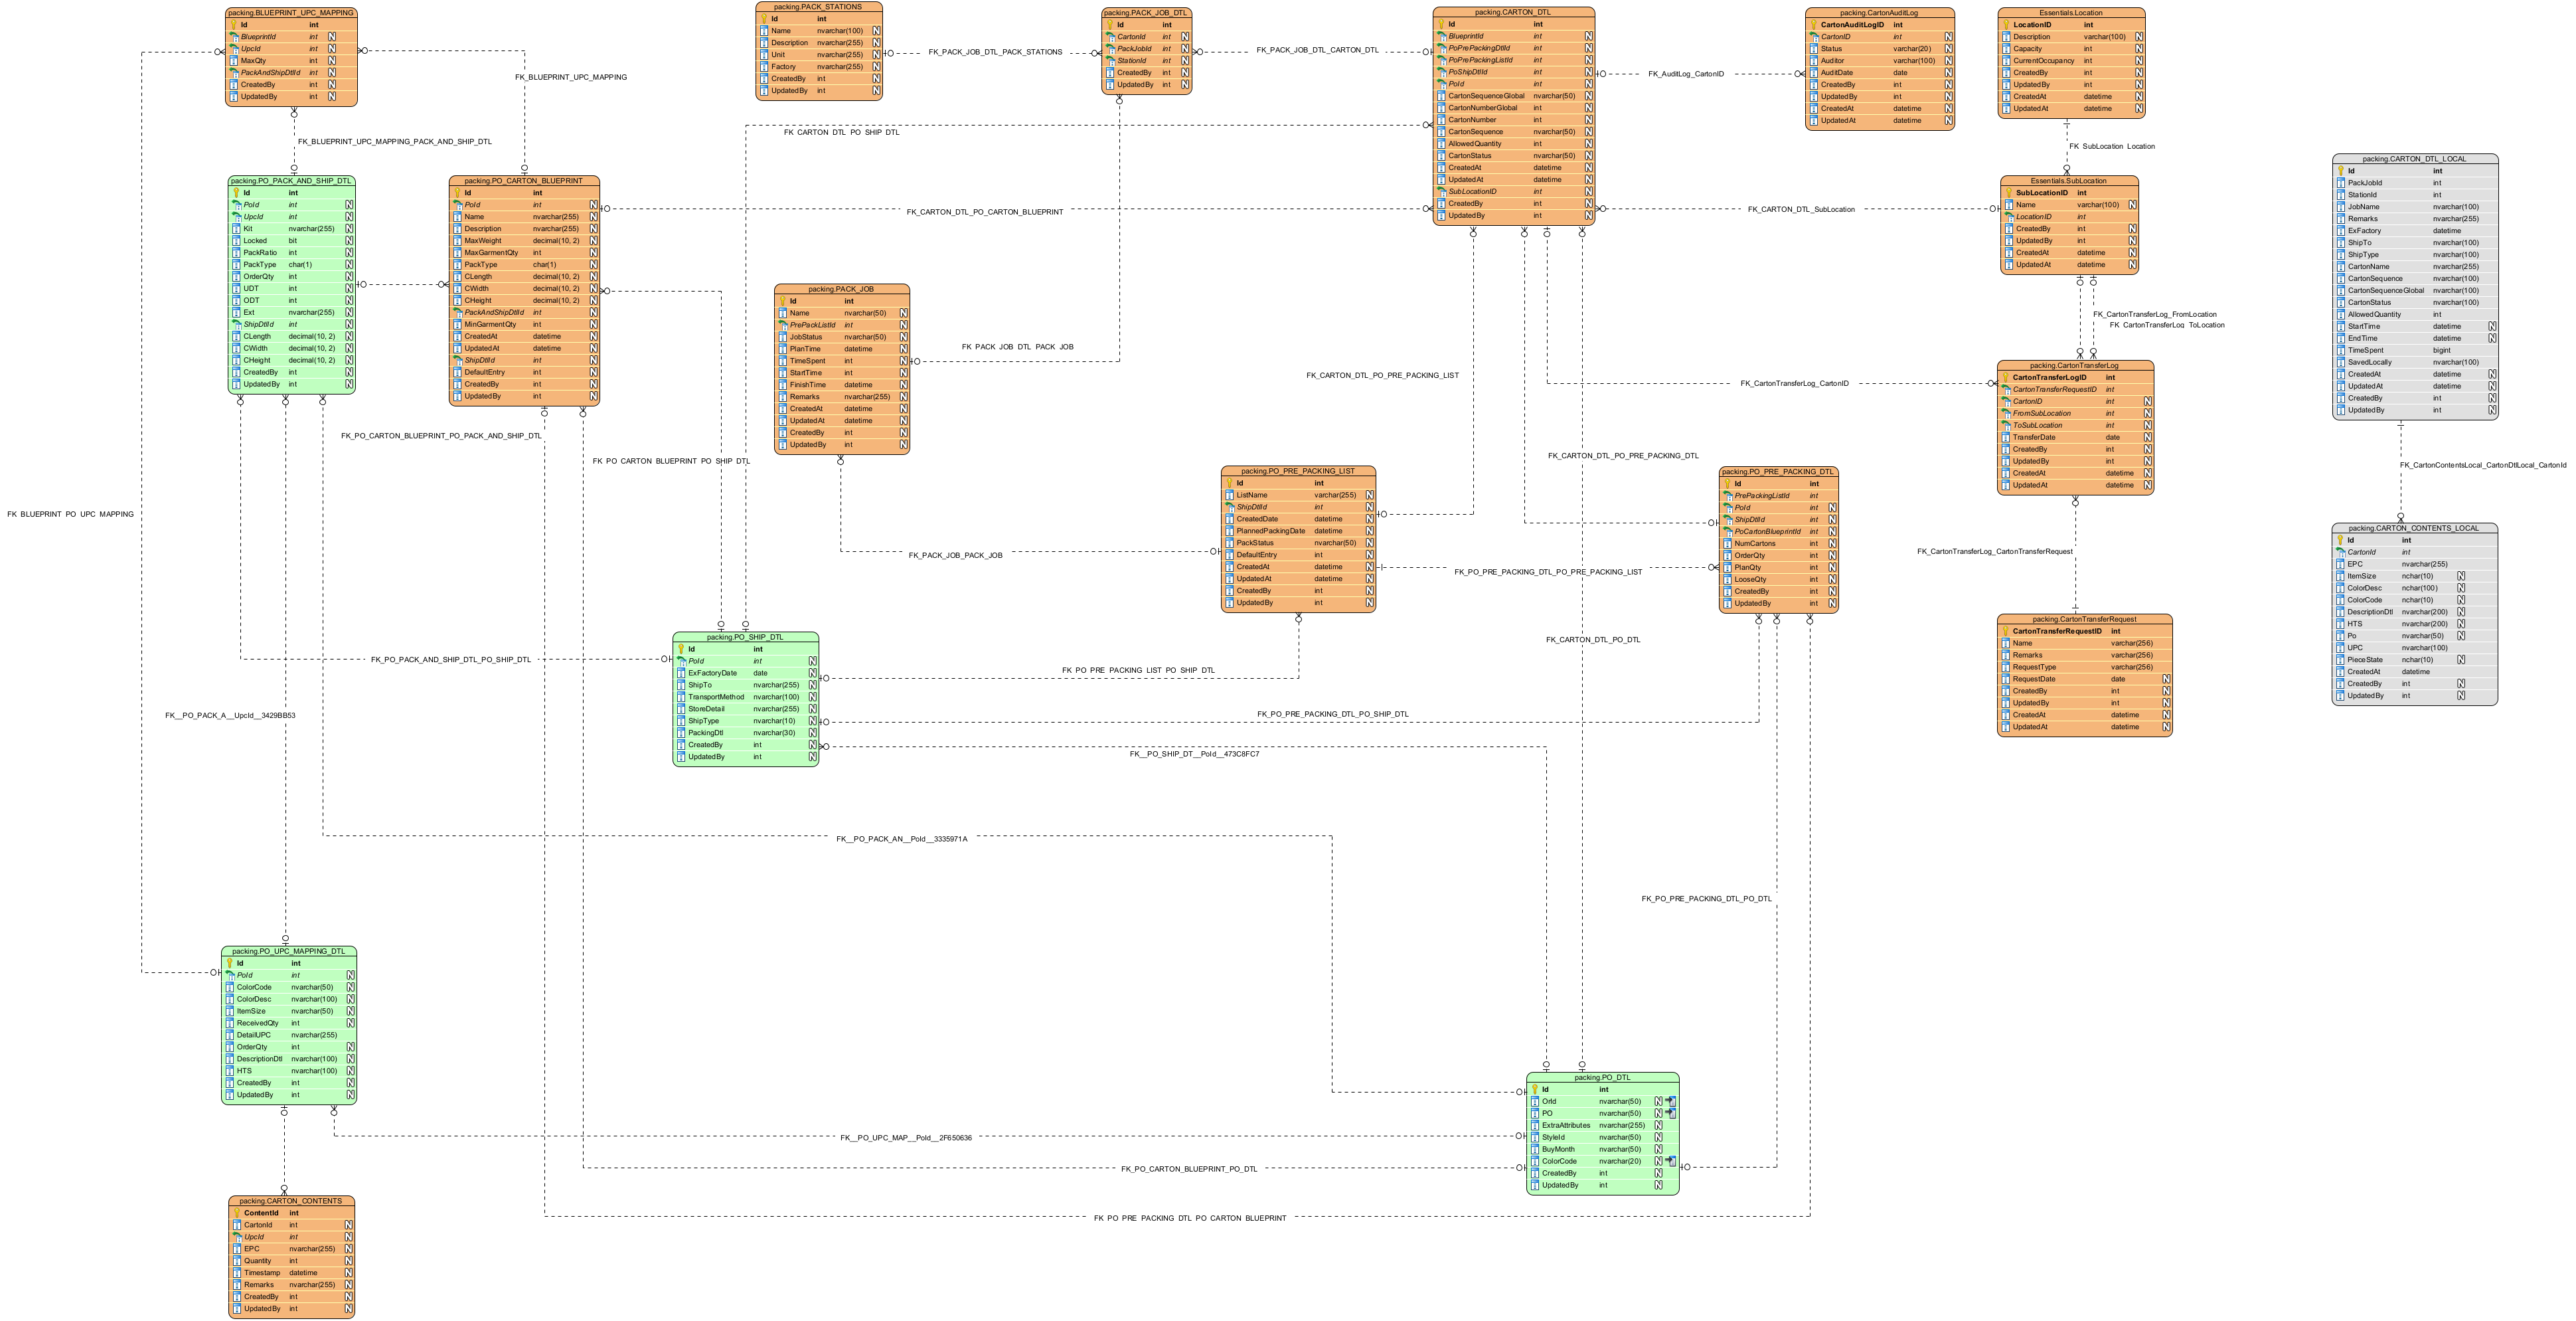 packing.BLUEPRINT_UPC_MAPPING
Id int
BlueprintId int N
UpcId int N
MaxQty int N
PackAndShipDtlId int N
CreatedBy int N
UpdatedBy int N
packing.PACK_STATIONS
Id int
Name nvarchar(100) N
Description nvarchar(255) N
Unit nvarchar(255) N
Factory nvarchar(255) N
CreatedBy int N
UpdatedBy int N
packing.PACK_JOB_DTL
Id int
CartonId int N
PackJobId int N
StationId int N
CreatedBy int N
UpdatedBy int N
packing.CARTON_DTL
Id int
BlueprintId int N
PoPrePackingDtlId int N
PoPrePackingListId int N
PoShipDtlId int N
PoId int N
CartonSequenceGlobal nvarchar(50) N
CartonNumberGlobal int N
CartonNumber int N
CartonSequence nvarchar(50) N
AllowedQuantity int N
CartonStatus nvarchar(50) N
CreatedAt datetime N
UpdatedAt datetime N
SubLocationID int N
CreatedBy int N
UpdatedBy int N
packing.CartonAuditLog
CartonAuditLogID int
CartonID int N
Status varchar(20) N
Auditor varchar(100) N
AuditDate date N
CreatedBy int N
UpdatedBy int N
CreatedAt datetime N
UpdatedAt datetime N
Essentials.Location
LocationID int
Description varchar(100) N
Capacity int N
CurrentOccupancy int N
CreatedBy int N
UpdatedBy int N
CreatedAt datetime N
UpdatedAt datetime N
FK_PACK_JOB_DTL_PACK_STATIONS
FK_PACK_JOB_DTL_CARTON_DTL
FK_AuditLog_CartonID
FK_BLUEPRINT_UPC_MAPPING
FK_CARTON_DTL_PO_SHIP_DTL
FK_BLUEPRINT_UPC_MAPPING_PACK_AND_SHIP_DTL
FK_SubLocation_Location
packing.PO_PACK_AND_SHIP_DTL
Id int
PoId int N
UpcId int N
Kit nvarchar(255) N
Locked bit N
PackRatio int N
PackType char(1) N
OrderQty int N
UDT int N
ODT int N
Ext nvarchar(255) N
ShipDtlId int N
CLength decimal(10, 2) N
CWidth decimal(10, 2) N
CHeight decimal(10, 2) N
CreatedBy int N
UpdatedBy int N
packing.PO_CARTON_BLUEPRINT
Id int
PoId int N
Name nvarchar(255) N
Description nvarchar(255) N
MaxWeight decimal(10, 2) N
MaxGarmentQty int N
PackType char(1) N
CLength decimal(10, 2) N
CWidth decimal(10, 2) N
CHeight decimal(10, 2) N
PackAndShipDtlId int N
MinGarmentQty int N
CreatedAt datetime N
UpdatedAt datetime N
ShipDtlId int N
DefaultEntry int N
CreatedBy int N
UpdatedBy int N
FK_CARTON_DTL_PO_CARTON_BLUEPRINT
FK_CARTON_DTL_SubLocation
Essentials.SubLocation
SubLocationID int
Name varchar(100) N
LocationID int
CreatedBy int N
UpdatedBy int N
CreatedAt datetime N
UpdatedAt datetime N
packing.CARTON_DTL_LOCAL
Id int
PackJobId int
StationId int
JobName nvarchar(100)
Remarks nvarchar(255)
ExFactory datetime
ShipTo nvarchar(100)
ShipType nvarchar(100)
CartonName nvarchar(255)
CartonSequence nvarchar(100)
CartonSequenceGlobal nvarchar(100)
CartonStatus nvarchar(100)
AllowedQuantity int
StartTime datetime N
EndTime datetime N
TimeSpent bigint
SavedLocally nvarchar(100)
CreatedAt datetime N
UpdatedAt datetime N
CreatedBy int N
UpdatedBy int N
packing.PACK_JOB
Id int
Name nvarchar(50) N
PrePackListId int N
JobStatus nvarchar(50) N
PlanTime datetime N
TimeSpent int N
StartTime int N
FinishTime datetime N
Remarks nvarchar(255) N
CreatedAt datetime N
UpdatedAt datetime N
CreatedBy int N
UpdatedBy int N
FK_CartonTransferLog_FromLocation
FK_CartonTransferLog_ToLocation
FK_PACK_JOB_DTL_PACK_JOB
FK_CARTON_DTL_PO_PRE_PACKING_LIST
FK_CartonTransferLog_CartonID
packing.CartonTransferLog
CartonTransferLogID int
CartonTransferRequestID int
CartonID int N
FromSubLocation int N
ToSubLocation int N
TransferDate date N
CreatedBy int N
UpdatedBy int N
CreatedAt datetime N
UpdatedAt datetime N
FK_PO_CARTON_BLUEPRINT_PO_PACK_AND_SHIP_DTL
FK_PO_CARTON_BLUEPRINT_PO_SHIP_DTL
FK_CARTON_DTL_PO_PRE_PACKING_DTL
FK_CartonContentsLocal_CartonDtlLocal_CartonId
packing.PO_PRE_PACKING_LIST
Id int
ListName varchar(255) N
ShipDtlId int N
CreatedDate datetime N
PlannedPackingDate datetime N
PackStatus nvarchar(50) N
DefaultEntry int N
CreatedAt datetime N
UpdatedAt datetime N
CreatedBy int N
UpdatedBy int N
packing.PO_PRE_PACKING_DTL
Id int
PrePackingListId int
PoId int N
ShipDtlId int N
PoCartonBlueprintId int N
NumCartons int N
OrderQty int N
PlanQty int N
LooseQty int N
CreatedBy int N
UpdatedBy int N
FK_BLUEPRINT_PO_UPC_MAPPING
FK_PACK_JOB_PACK_JOB
FK_PO_PRE_PACKING_DTL_PO_PRE_PACKING_LIST
FK_CartonTransferLog_CartonTransferRequest
packing.CARTON_CONTENTS_LOCAL
Id int
CartonId int
EPC nvarchar(255)
ItemSize nchar(10) N
ColorDesc nchar(100) N
ColorCode nchar(10) N
DescriptionDtl nvarchar(200) N
HTS nvarchar(200) N
Po nvarchar(50) N
UPC nvarchar(100)
PieceState nchar(10) N
CreatedAt datetime
CreatedBy int N
UpdatedBy int N
packing.CartonTransferRequest
CartonTransferRequestID int
Name varchar(256)
Remarks varchar(256)
RequestType varchar(256)
RequestDate date N
CreatedBy int N
UpdatedBy int N
CreatedAt datetime N
UpdatedAt datetime N
packing.PO_SHIP_DTL
Id int
PoId int N
ExFactoryDate date N
ShipTo nvarchar(255) N
TransportMethod nvarchar(100) N
StoreDetail nvarchar(255) N
ShipType nvarchar(10) N
PackingDtl nvarchar(30) N
CreatedBy int N
UpdatedBy int N
FK_CARTON_DTL_PO_DTL
FK_PO_PACK_AND_SHIP_DTL_PO_SHIP_DTL
FK_PO_PRE_PACKING_LIST_PO_SHIP_DTL
FK__PO_PACK_A__UpcId__3429BB53
FK_PO_PRE_PACKING_DTL_PO_SHIP_DTL
FK__PO_SHIP_DT__PoId__473C8FC7
FK__PO_PACK_AN__PoId__3335971A
FK_PO_PRE_PACKING_DTL_PO_DTL
packing.PO_UPC_MAPPING_DTL
Id int
PoId int N
ColorCode nvarchar(50) N
ColorDesc nvarchar(100) N
ItemSize nvarchar(50) N
ReceivedQty int N
DetailUPC nvarchar(255)
OrderQty int N
DescriptionDtl nvarchar(100) N
HTS nvarchar(100) N
CreatedBy int N
UpdatedBy int N
packing.PO_DTL
Id int
OrId nvarchar(50) N
PO nvarchar(50) N
ExtraAttributes nvarchar(255) N
StyleId nvarchar(50) N
BuyMonth nvarchar(50) N
ColorCode nvarchar(20) N
CreatedBy int N
UpdatedBy int N
FK__PO_UPC_MAP__PoId__2F650636
FK_PO_CARTON_BLUEPRINT_PO_DTL
FK_PO_PRE_PACKING_DTL_PO_CARTON_BLUEPRINT
packing.CARTON_CONTENTS
ContentId int
CartonId int N
UpcId int N
EPC nvarchar(255) N
Quantity int N
Timestamp datetime N
Remarks nvarchar(255) N
CreatedBy int N
UpdatedBy int N